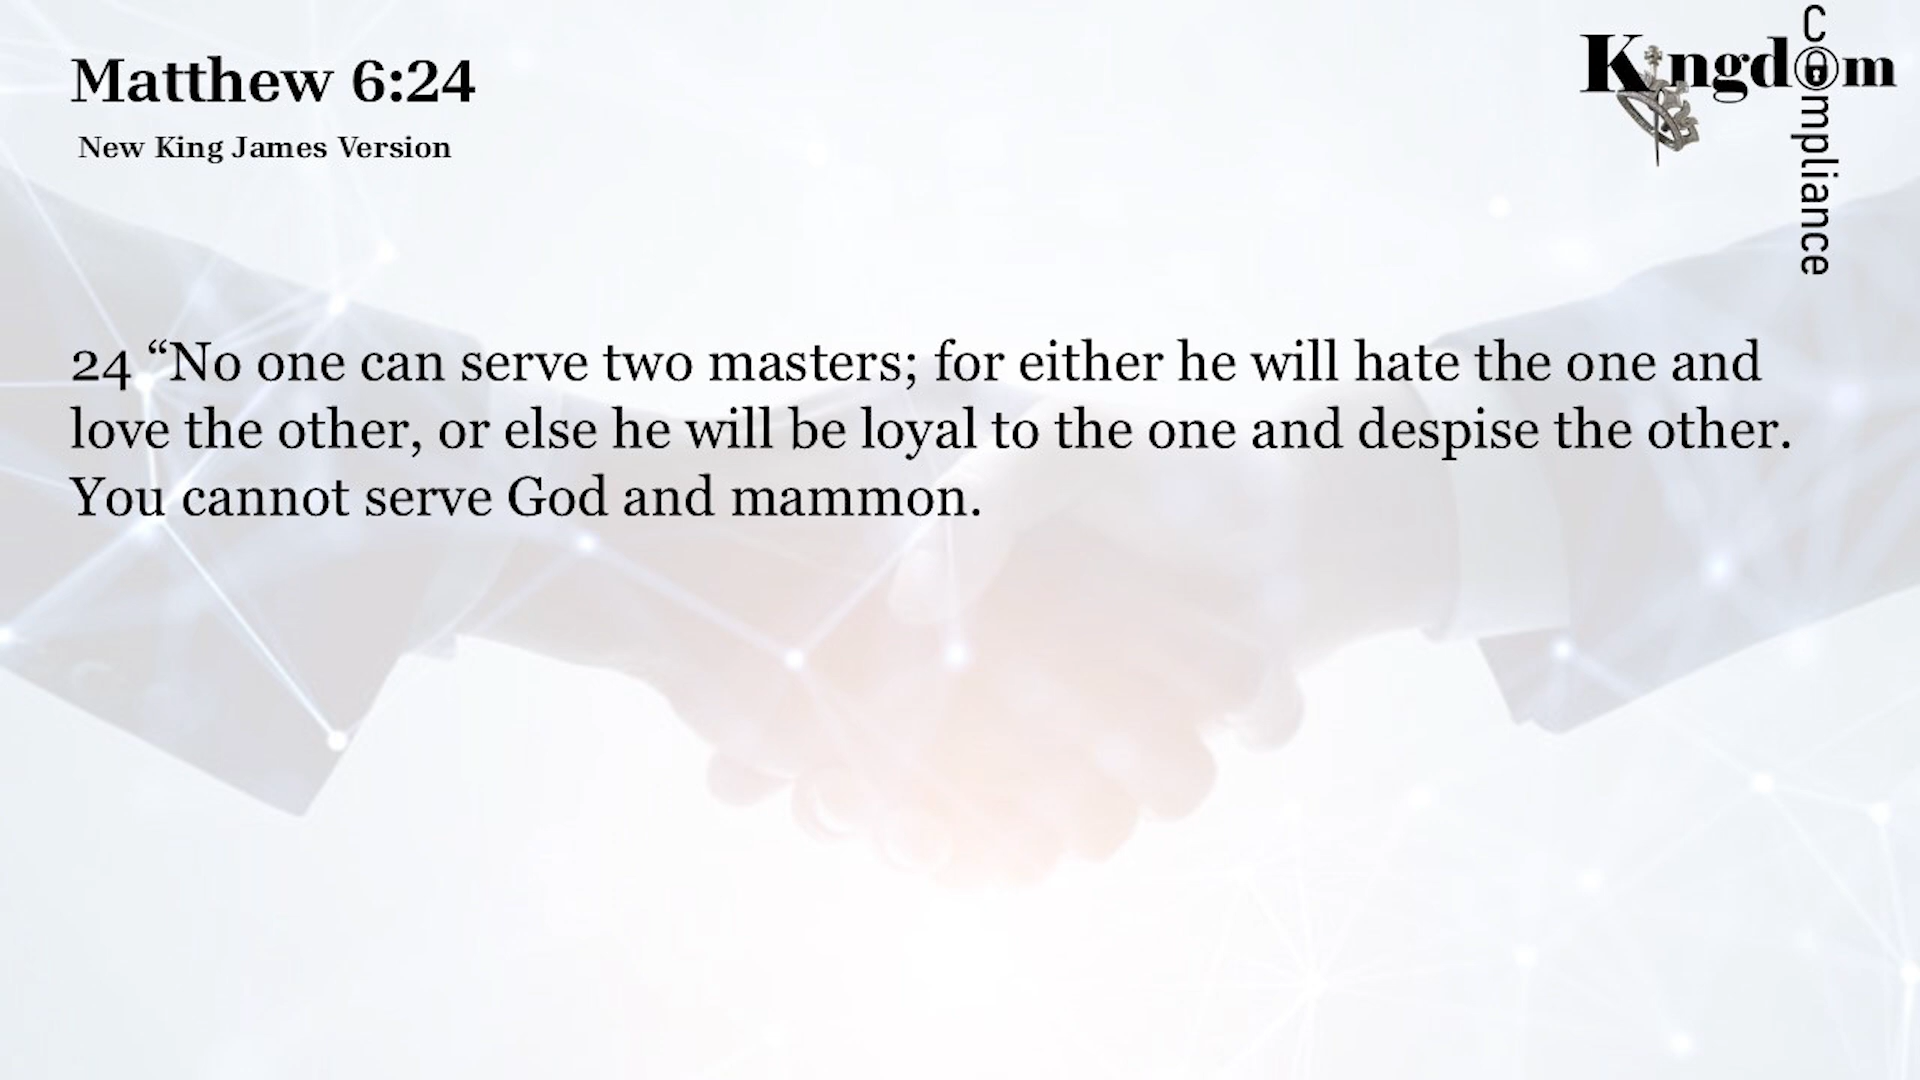 Matthew 6:24
New King James Version
Kingdom
Compliance
24 “No one can serve two masters; for either he will hate the one and
love the other, or else he will be loyal to the one and despise the other.
You cannot serve God and mammon.